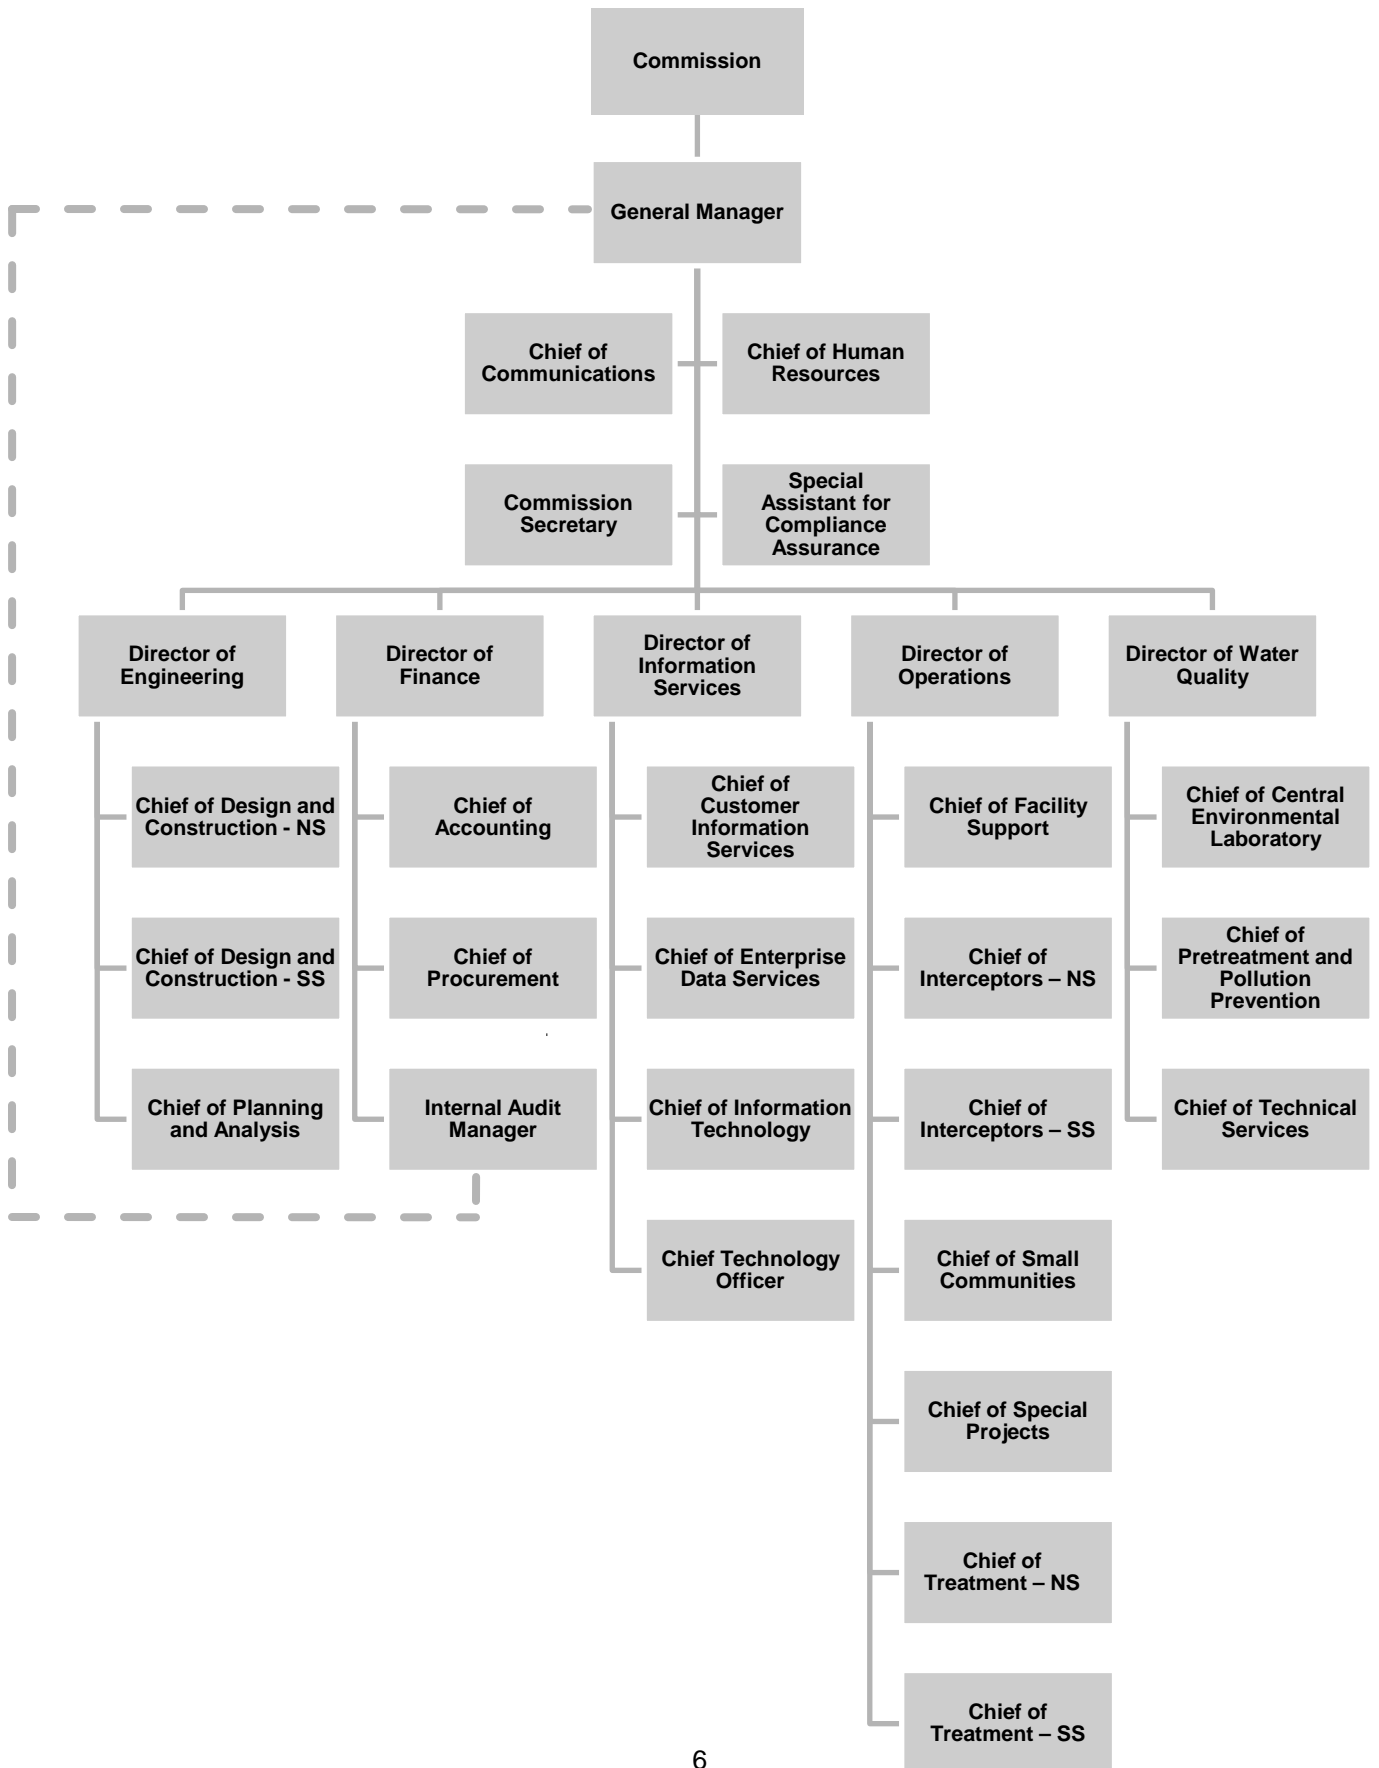 Commission
General Manager
Chief of
Communications
Chief of Human
Resources
Commission
Secretary
Special
Assistant for
Compliance
Assurance
Director of
Engineering
Director of
Finance
Director of
Information
Services
Director of
Operations
Director of Water
Quality
Chief of Design and
Construction - NS
Chief of
Accounting
Chief of
Customer
Information
Services
Chief of Facility
Support
Chief of Central
Environmental
Laboratory
Chief of Design and
Construction - SS
Chief of
Procurement
Chief of Enterprise
Data Services
Chief of
Interceptors – NS
Chief of
Pretreatment and
Pollution
Prevention
Chief of Planning
and Analysis
Internal Audit
Manager
Chief of Information
Technology
Chief of
Interceptors – SS
Chief of Technical
Services
Chief Technology
Officer
Chief of Small
Communities
Chief of Special
Projects
Chief of
Treatment – NS
Chief of
Treatment – SS
6